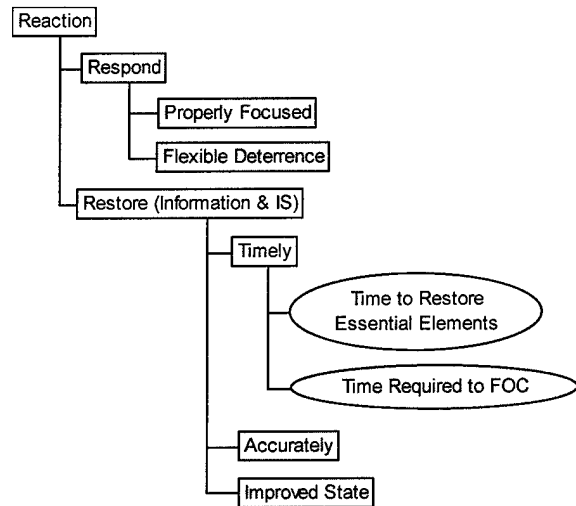 Reaction
Respond
Properly Focused
Flexible Deterrence
Restore (Information & IS)
Timely
Time to Restore
Essential Elements
Time Required to FOC
Accurately
Improved State